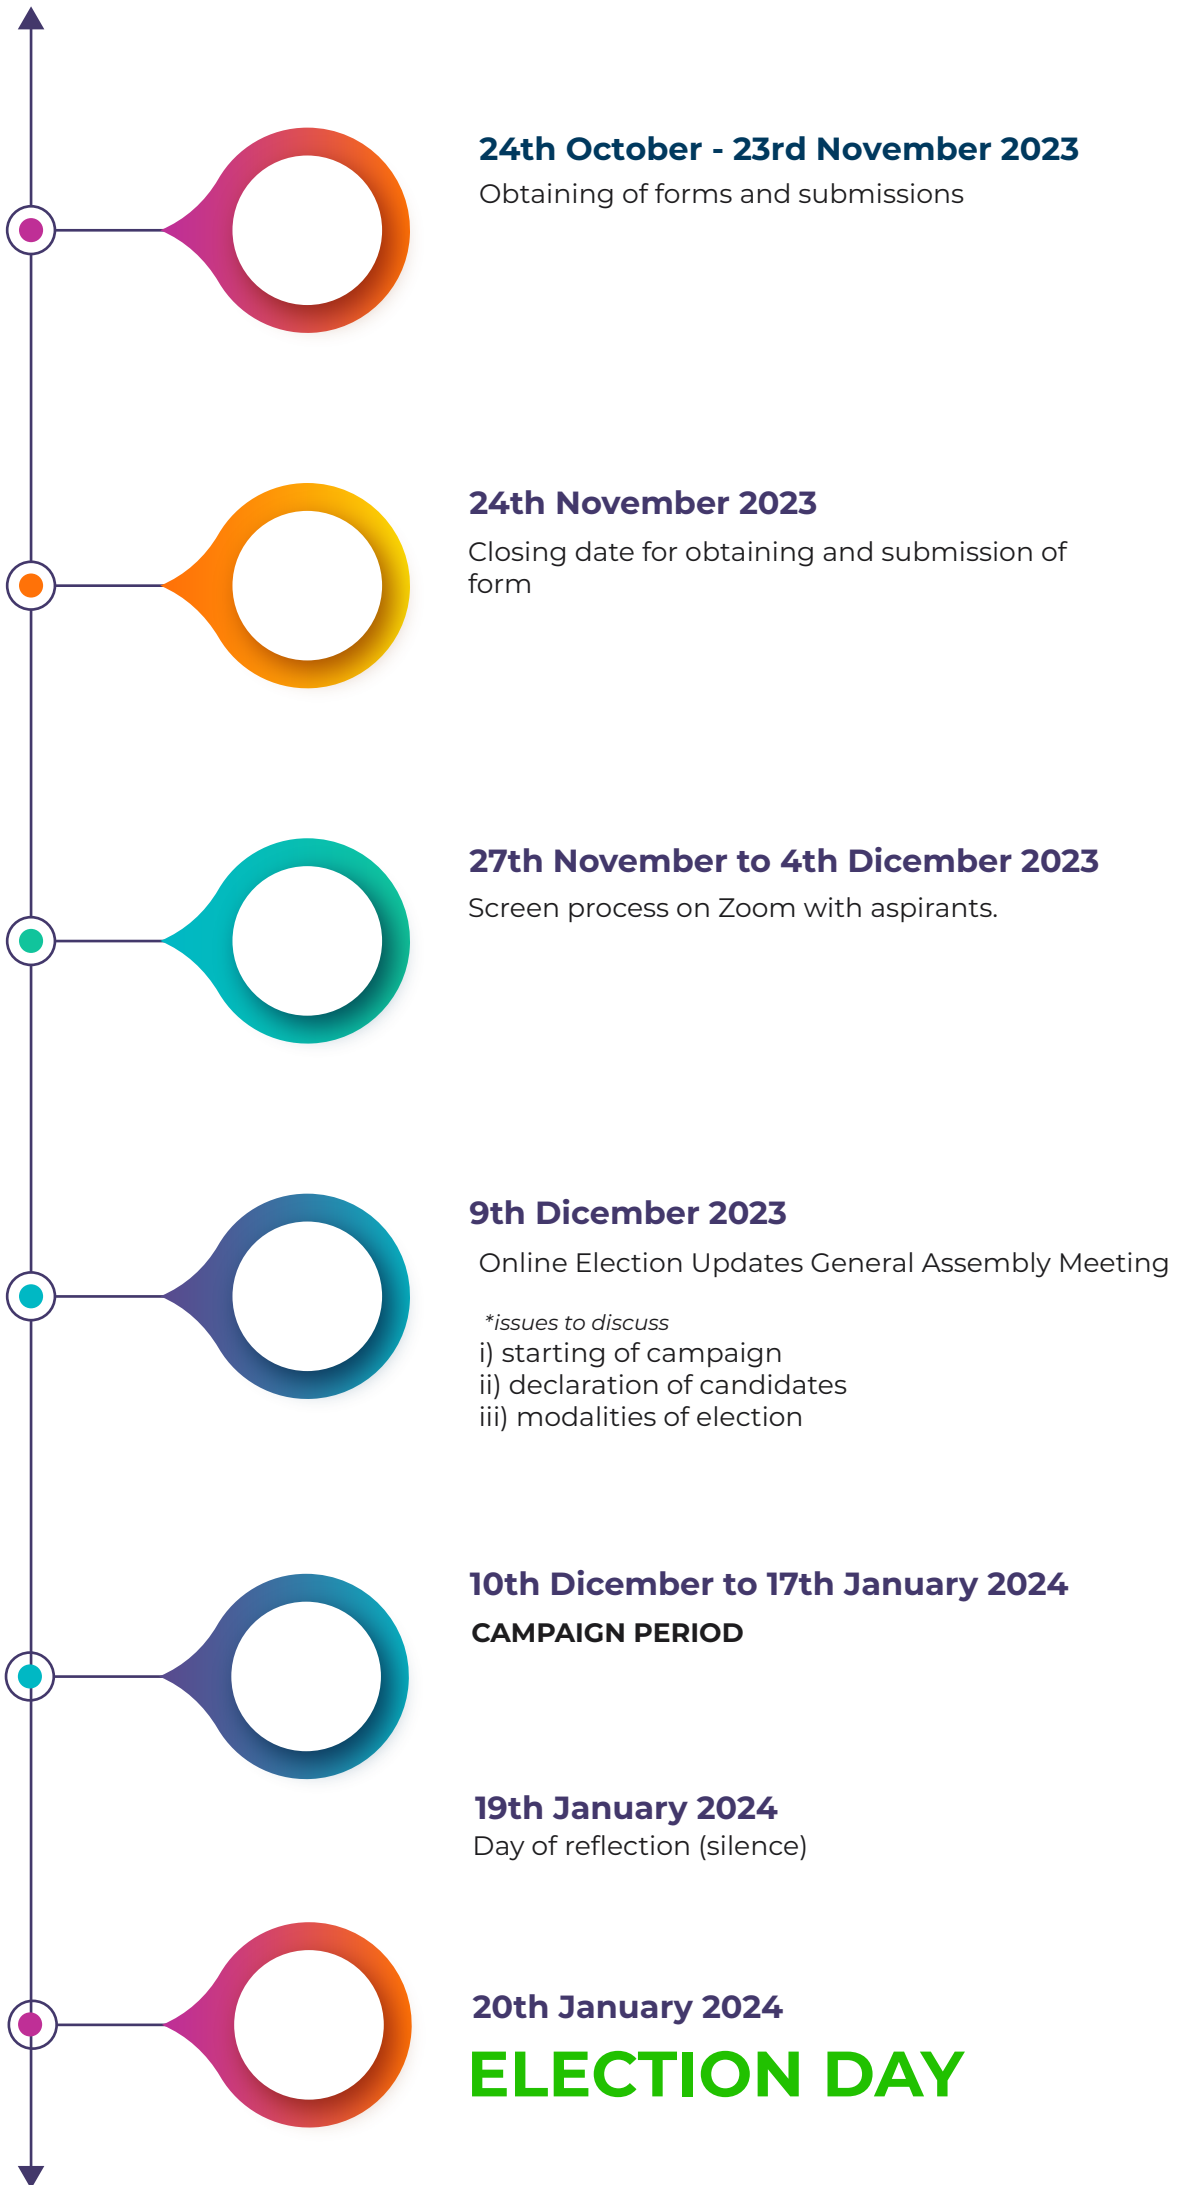 24th October - 23rd November 2023
Obtaining of forms and submissions
24th November 2023
Closing date for obtaining and submission of
form
27th November to 4th Dicember 2023
Screen process on Zoom with aspirants.
9th Dicember 2023
Online Election Updates General Assembly Meeting
*issues to discuss
i) starting of campaign
ii) declaration of candidates
iii) modalities of election
10th Dicember to 17th January 2024
CAMPAIGN PERIOD
19th January 2024
Day of reflection (silence)
20th January 2024
ELECTION DAY